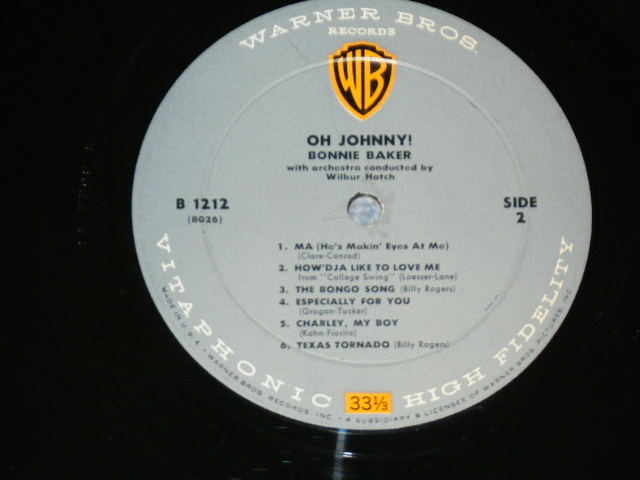 WARNER BROS.
RECORDS
WB
OH JOHNNY!
BONNIE BAKER
with orchestra conducted by
Wilbur Hatch
B 1212
(B026)
SIDE
2
1. MA (He's Makin' Eyes At Me)
(Clare-Conrad)
2. HOW'DJA LIKE TO LOVE ME
from "College Swing" (Loesser-Lane)
3. THE BONGO SONG (Billy Rogers)
4. ESPECIALLY FOR YOU
(Grogan-Tucker)
5. CHARLEY, MY BOY
(Kahn-Fiorito)
6. TEXAS TORNADO (Billy Rogers)
VITAPHONIC HIGH FIDELITY
33⅓
MADE IN U.S.A. • WARNER BROS. RECORDS, INC. • A SUBSIDIARY & LICENSEE OF WARNER BROS. PICTURES, INC.